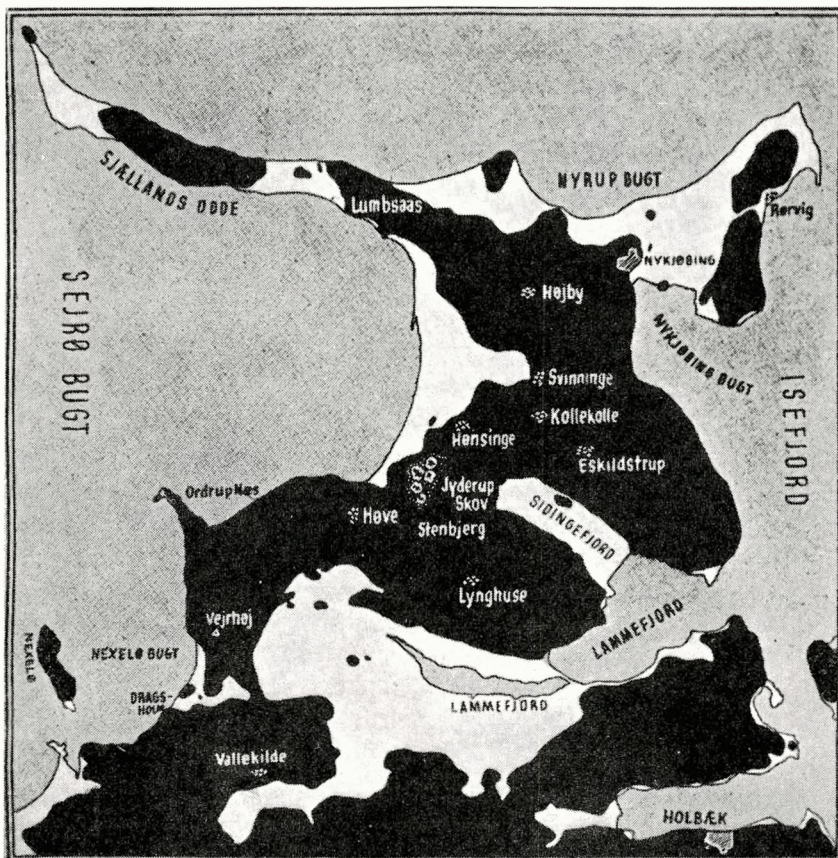 SJÆLLANDS ODDE
NYRUP BUGT
Lumbsaas
Rørvig
NYKJØBING
Højby
SEJRØ BUGT
NYKJØBING BUGT
ISEFJORD
Svinninge
Kollekolle
Hønsinge
Eskildstrup
Jyderup
Skov
Ordrup Næs
Høve
SIDINGEFJORD
Stenbjerg
Lynghuse
Vejrhøj
LAMMEFJORD
NEXELØ
NEXELØ BUGT
DRAGS-
HOLM
LAMMEFJORD
Vallekilde
HOLBÆK